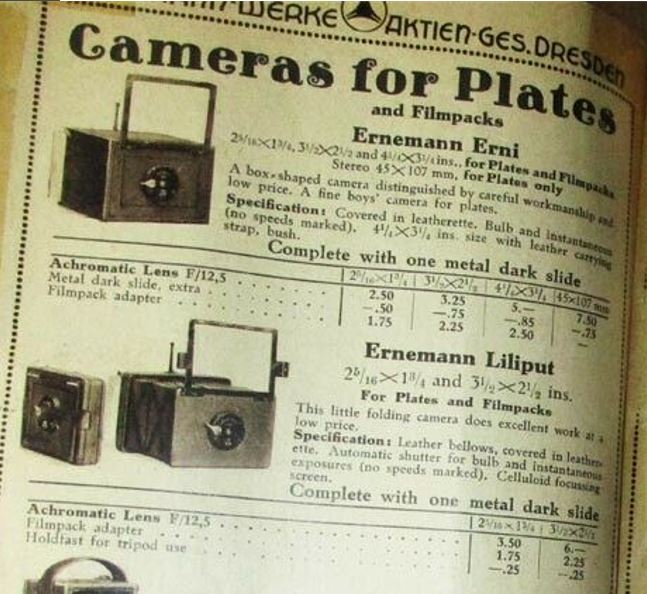 WERKE AKTIEN-GES. DRESDEN
Cameras for Plates
and Filmpacks
Ernemann Erni
2⁵/₁₆×1³/₄, 3¹/₂×2¹/₂ and 4¹/₄×3¹/₄ ins., for Plates and Filmpacks
Stereo 45×107 mm, for Plates only
A box-shaped camera distinguished by careful workmanship and
low price. A fine boys' camera for plates.
Specification: Covered in leatherette. Bulb and instantaneous
(no speeds marked). 4¹/₄×3¹/₄ ins. size with leather carrying
strap, bush.
Complete with one metal dark slide
2⁵/₁₆×1³/₄ 3¹/₂×2¹/₂ 4¹/₄×3¹/₄ 45×107 mm
Achromatic Lens F/12,5 2.50 3.25 5.— 7.50
Metal dark slide, extra —.50 —.75 —.85 —.75
Filmpack adapter 1.75 2.25 2.50 —
Ernemann Liliput
2⁵/₁₆×1³/₄ and 3¹/₂×2¹/₂ ins.
For Plates and Filmpacks
This little folding camera does excellent work at a
low price.
Specification: Leather bellows, covered in leather-
ette. Automatic shutter for bulb and instantaneous
exposures (no speeds marked). Celluloid focussing
screen.
Complete with one metal dark slide
2⁵/₁₆×1³/₄ 3¹/₂×2¹/₂
Achromatic Lens F/12,5 3.50 6.—
Filmpack adapter 1.75 2.25
Holdfast for tripod use —.25 —.25